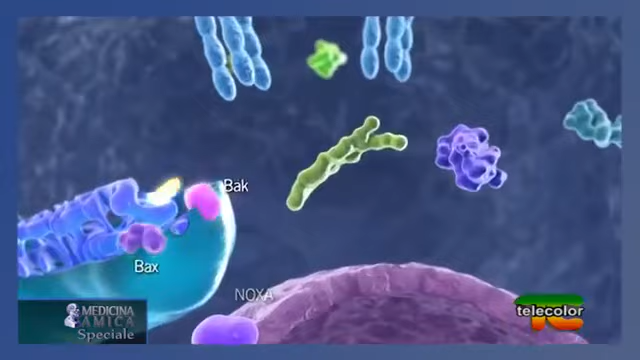 Bak
Bax
NOXA
MEDICINA
AMICA
Speciale
telecolor